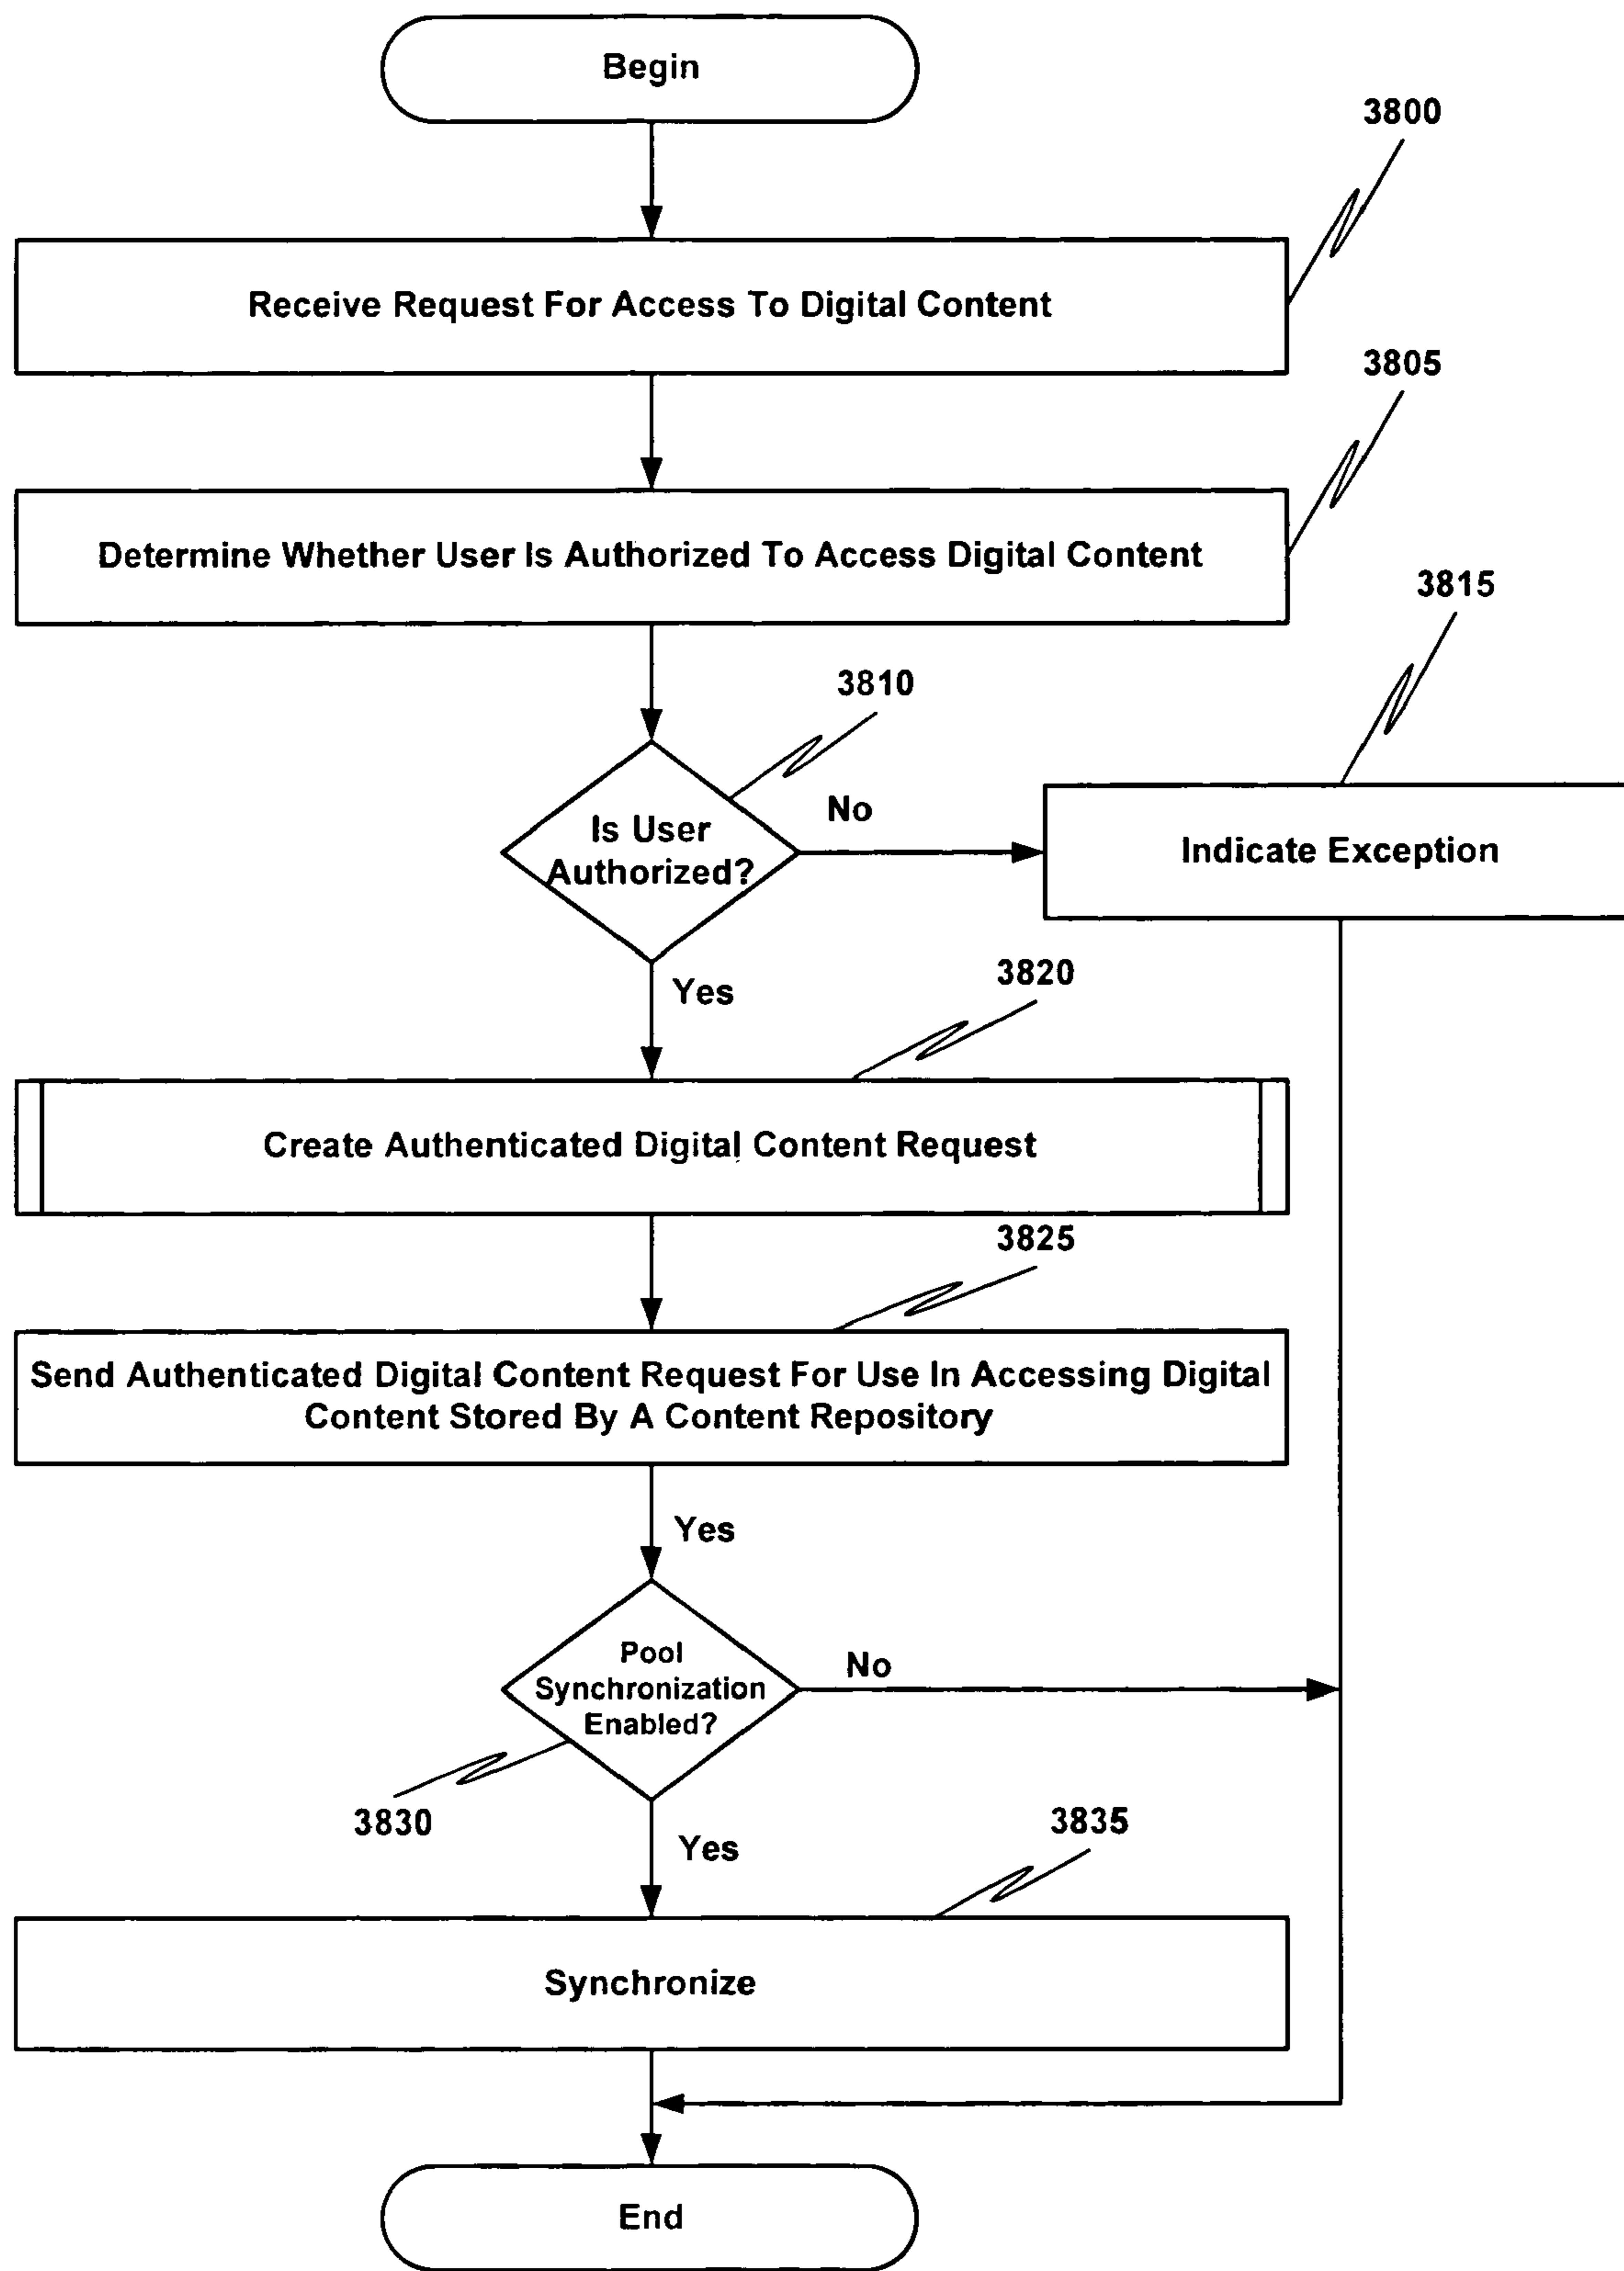 Begin
3800
Receive Request For Access To Digital Content
3805
Determine Whether User Is Authorized To Access Digital Content
3815
3810
No
Is User
Authorized?
Indicate Exception
Yes
3820
Create Authenticated Digital Content Request
3825
Send Authenticated Digital Content Request For Use In Accessing Digital
Content Stored By A Content Repository
Yes
Pool
Synchronization
Enabled?
No
3830
3835
Yes
Synchronize
End